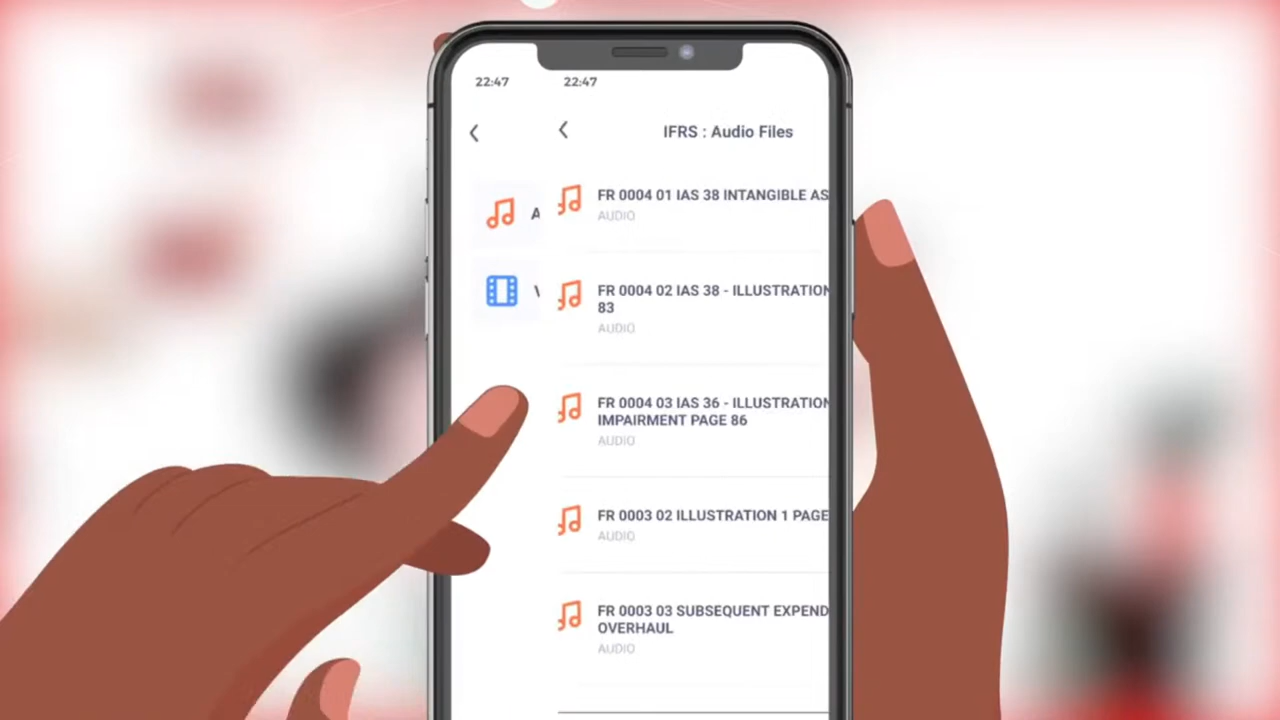 22:47
22:47
IFRS : Audio Files
FR 0004 01 IAS 38 INTANGIBLE AS
AUDIO
A
FR 0004 02 IAS 38 - ILLUSTRATION
83
AUDIO
FR 0004 03 IAS 36 - ILLUSTRATION
IMPAIRMENT PAGE 86
AUDIO
FR 0003 02 ILLUSTRATION 1 PAGE
AUDIO
FR 0003 03 SUBSEQUENT EXPEND
OVERHAUL
AUDIO